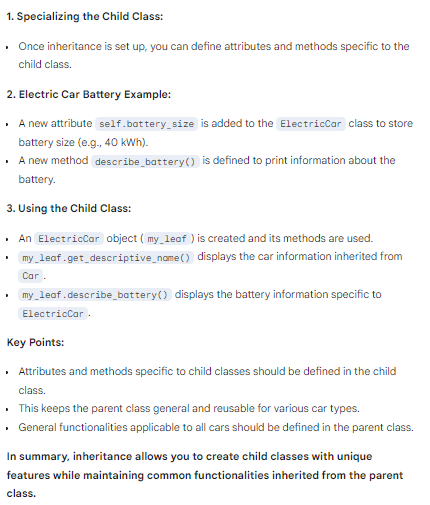 1. Specializing the Child Class:
• Once inheritance is set up, you can define attributes and methods specific to the
child class.
2. Electric Car Battery Example:
• A new attribute self.battery_size is added to the ElectricCar class to store
battery size (e.g., 40 kWh).
• A new method describe_battery() is defined to print information about the
battery.
3. Using the Child Class:
• An ElectricCar object ( my_leaf ) is created and its methods are used.
• my_leaf.get_descriptive_name() displays the car information inherited from
Car .
• my_leaf.describe_battery() displays the battery information specific to
ElectricCar .
Key Points:
• Attributes and methods specific to child classes should be defined in the child
class.
• This keeps the parent class general and reusable for various car types.
• General functionalities applicable to all cars should be defined in the parent class.
In summary, inheritance allows you to create child classes with unique
features while maintaining common functionalities inherited from the parent
class.